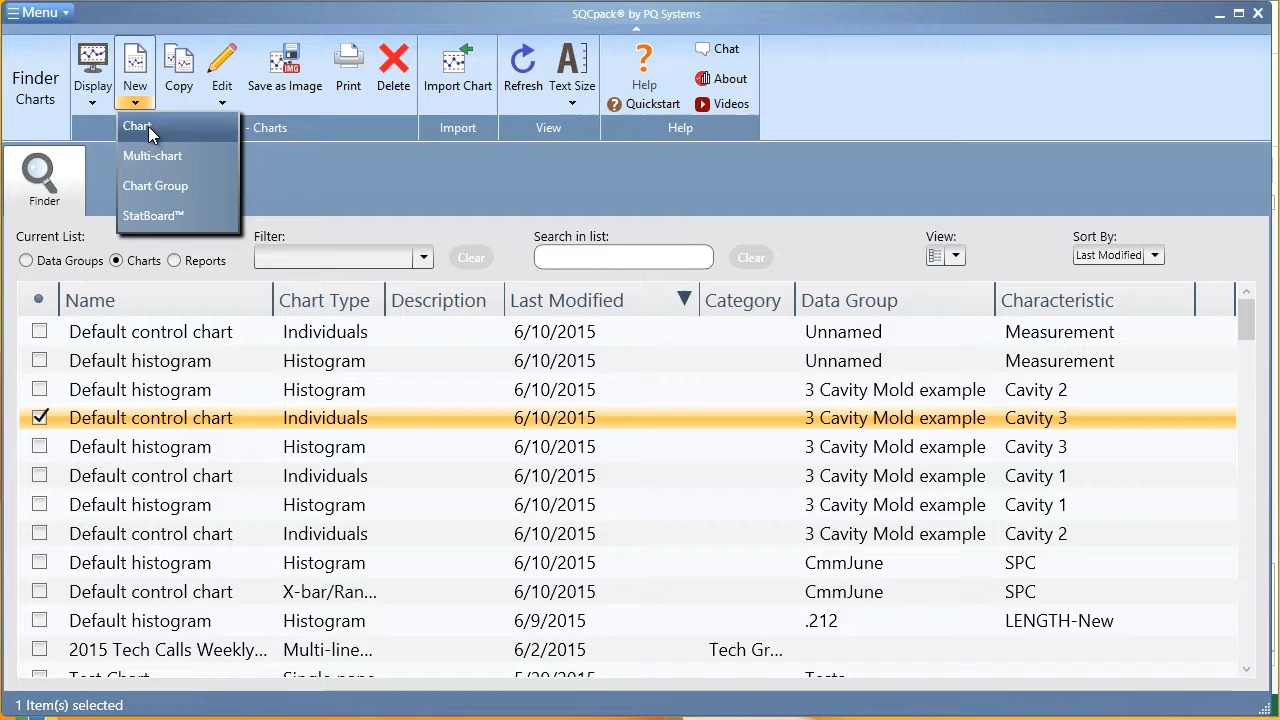 Menu
SQCpack® by PQ Systems
Finder
Charts
Display
New
Copy
Edit
Save as Image
Print
Delete
Import Chart
Refresh
Text Size
Help
Quickstart
Chat
About
Videos
IMG
- Charts
Import
View
Help
Chart
Multi-chart
Chart Group
StatBoard™
Finder
Current List:
Data Groups
Charts
Reports
Filter:
Clear
Search in list:
Clear
View:
Sort By:
Last Modified
Name Chart Type Description Last Modified Category Data Group Characteristic
Default control chart Individuals 6/10/2015 Unnamed Measurement
Default histogram Histogram 6/10/2015 Unnamed Measurement
Default histogram Histogram 6/10/2015 3 Cavity Mold example Cavity 2
Default control chart Individuals 6/10/2015 3 Cavity Mold example Cavity 3
Default histogram Histogram 6/10/2015 3 Cavity Mold example Cavity 3
Default control chart Individuals 6/10/2015 3 Cavity Mold example Cavity 1
Default histogram Histogram 6/10/2015 3 Cavity Mold example Cavity 1
Default control chart Individuals 6/10/2015 3 Cavity Mold example Cavity 2
Default histogram Histogram 6/10/2015 CmmJune SPC
Default control chart X-bar/Ran... 6/10/2015 CmmJune SPC
Default histogram Histogram 6/9/2015 .212 LENGTH-New
2015 Tech Calls Weekly... Multi-line... 6/2/2015 Tech Gr...
Test Chart Single-pane 5/29/2015 Tests
1 Item(s) selected